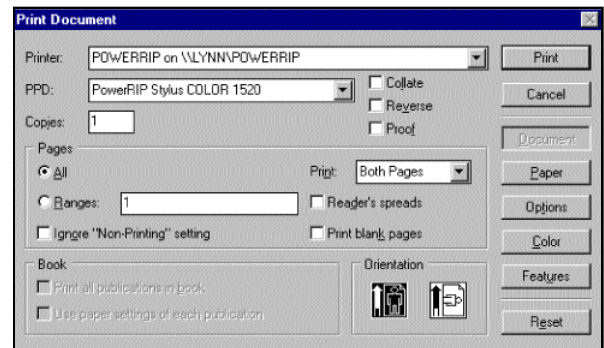 Print Document
Printer: POWERRIP on \\LYNN\POWERRIP Print
PPD: PowerRIP Stylus COLOR 1520 Collate Cancel
Reverse
Copies: 1 Proof Document
Pages
All Print: Both Pages Paper
Ranges: 1 Reader's spreads Options
Ignore "Non-Printing" setting Print blank pages Color
Book Orientation
Print all publications in book Features
Use paper settings of each publication Reset